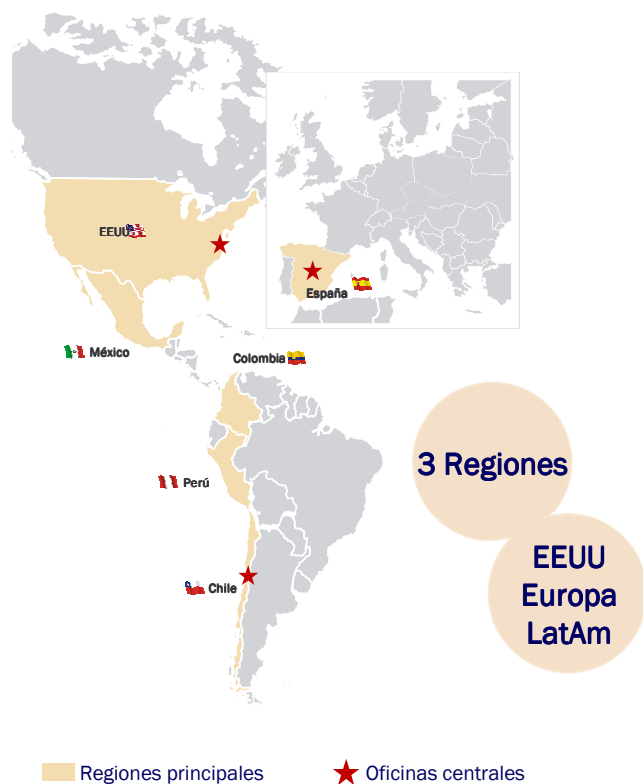 EEUU
España
México
Colombia
3 Regiones
Perú
EEUU
Europa
LatAm
Chile
Regiones principales
Oficinas centrales